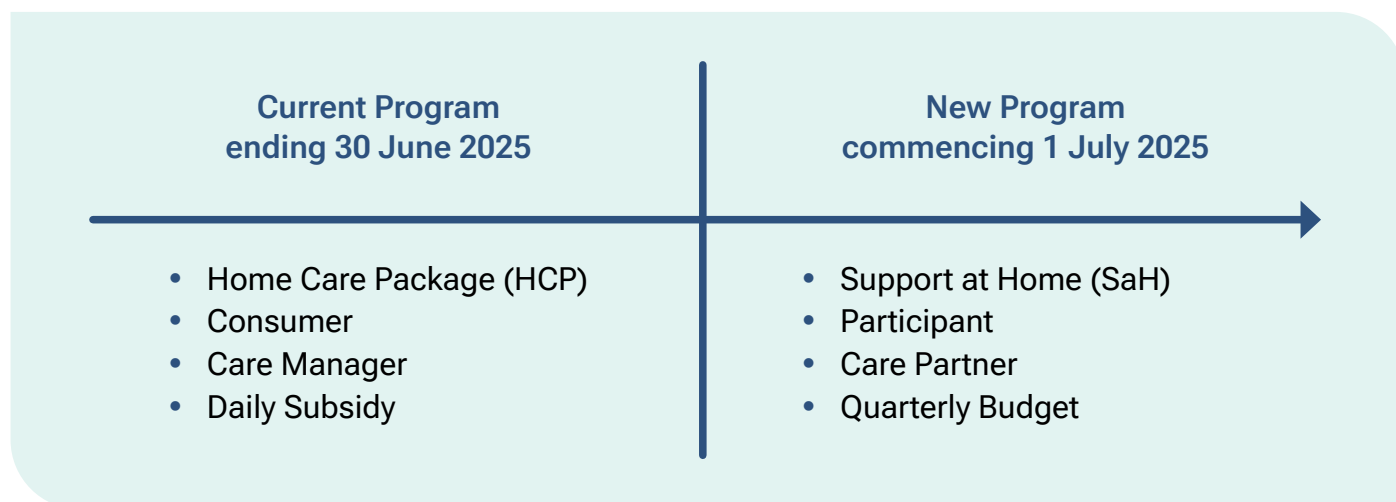 Current Program
ending 30 June 2025
• Home Care Package (HCP)
• Consumer
• Care Manager
• Daily Subsidy
New Program
commencing 1 July 2025
• Support at Home (SaH)
• Participant
• Care Partner
• Quarterly Budget